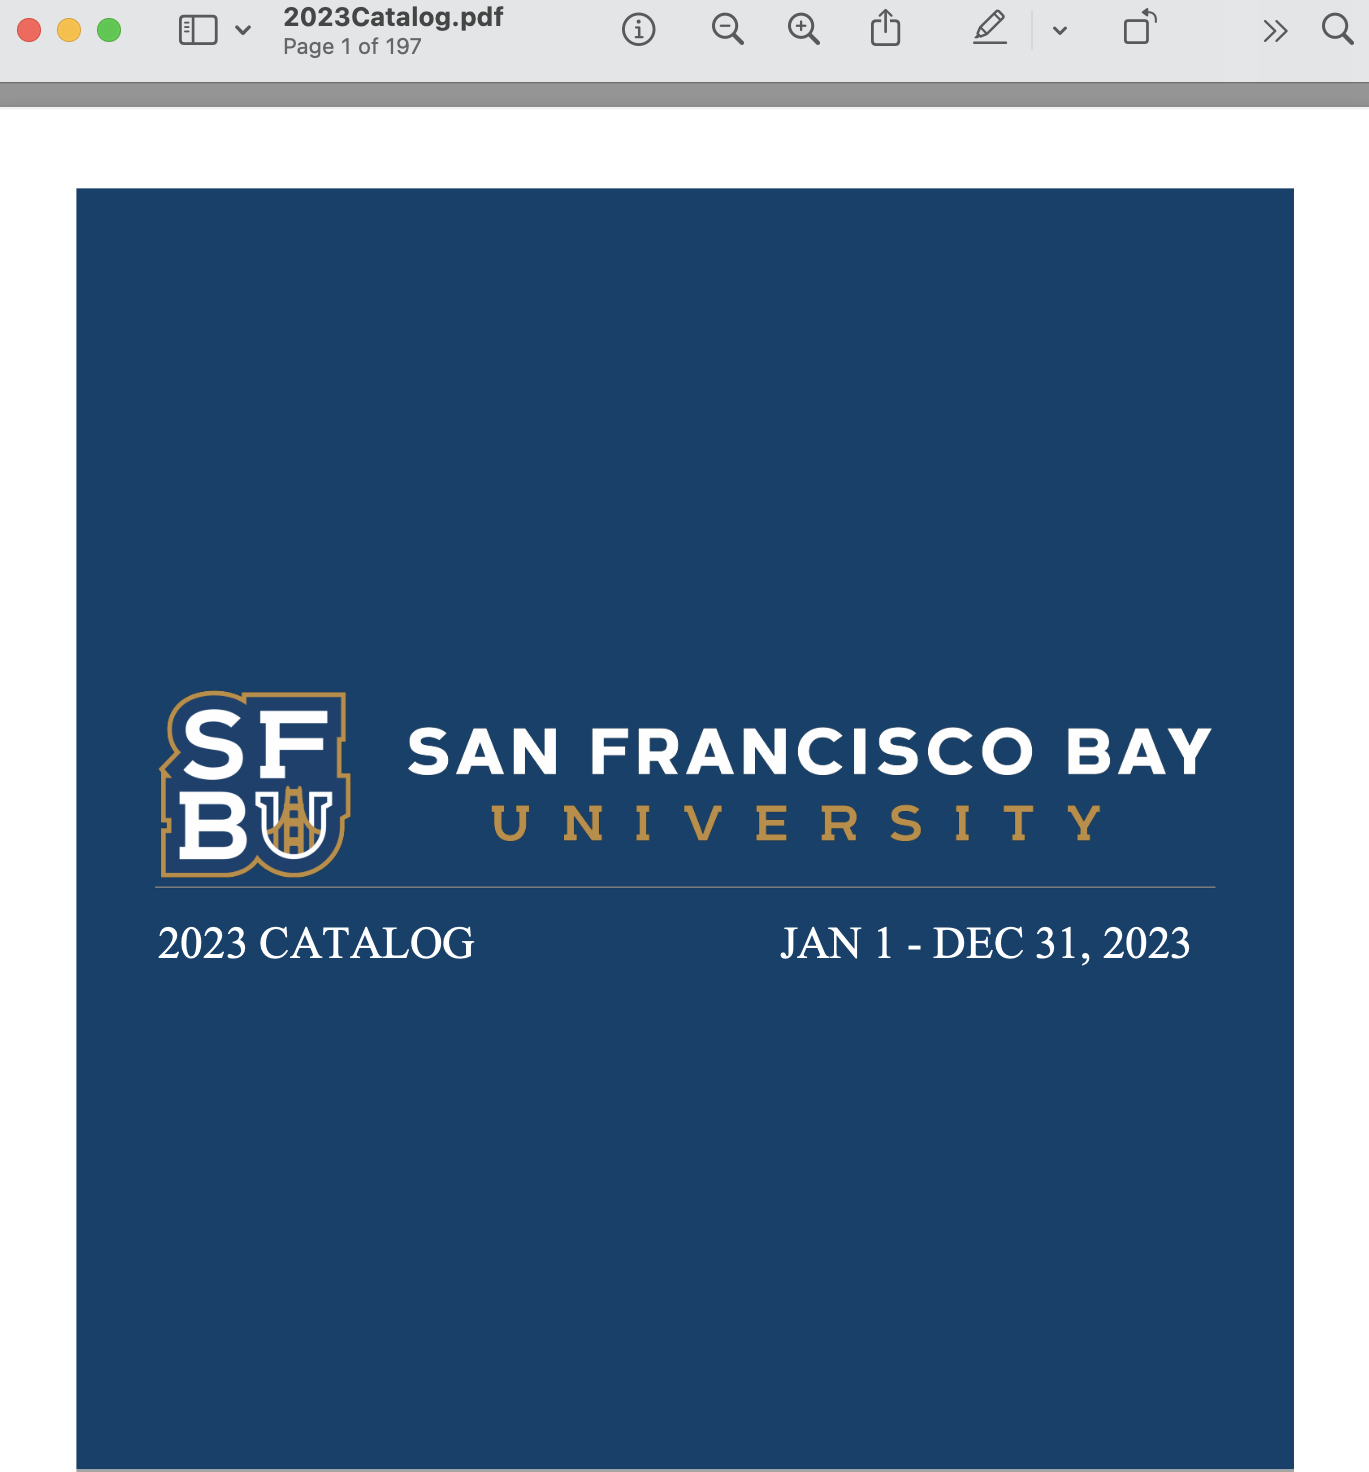 2023Catalog.pdf
Page 1 of 197
SF
BU
SAN FRANCISCO BAY
UNIVERSITY
2023 CATALOG
JAN 1 - DEC 31, 2023